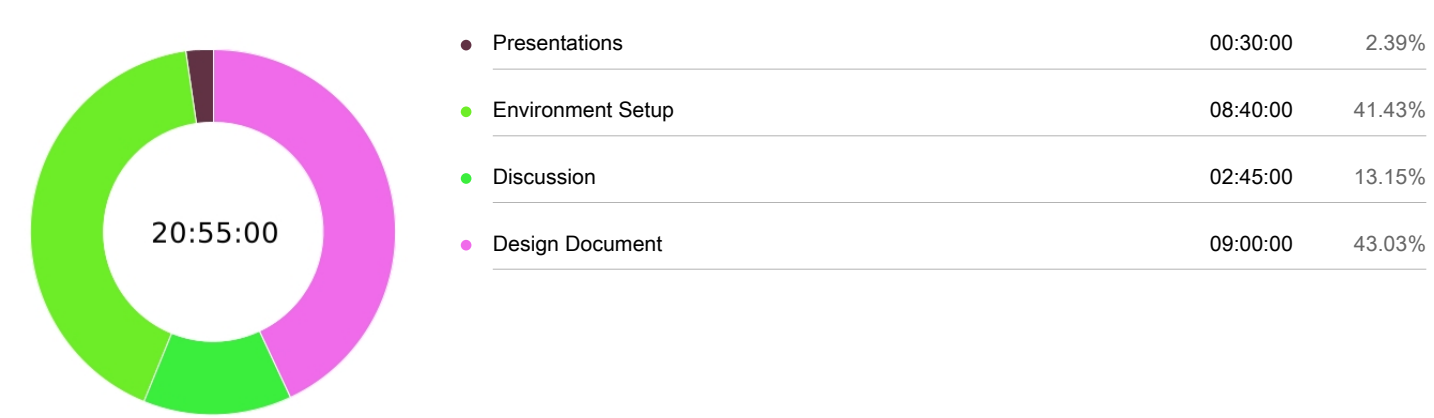 Presentations 00:30:00 2.39%
Environment Setup 08:40:00 41.43%
Discussion 02:45:00 13.15%
20:55:00
Design Document 09:00:00 43.03%